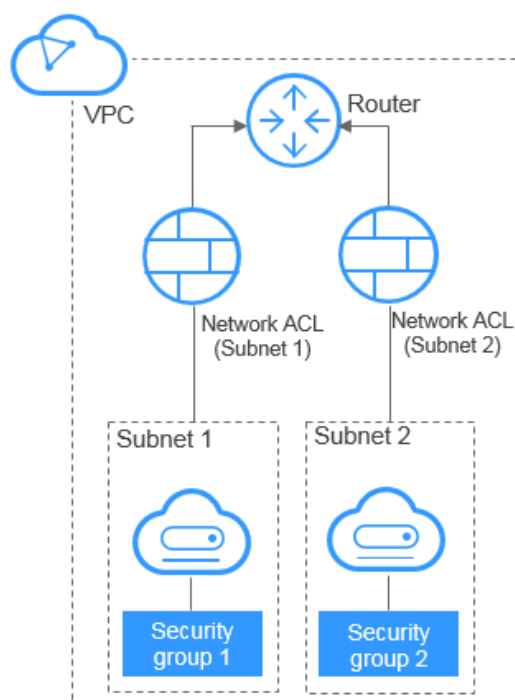 VPC
Router
Network ACL
(Subnet 1)
Network ACL
(Subnet 2)
Subnet 1
Subnet 2
Security
group 1
Security
group 2